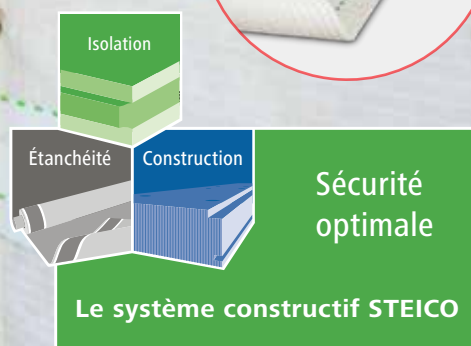 Isolation
Étanchéité
Construction
Sécurité
optimale
Le système constructif STEICO